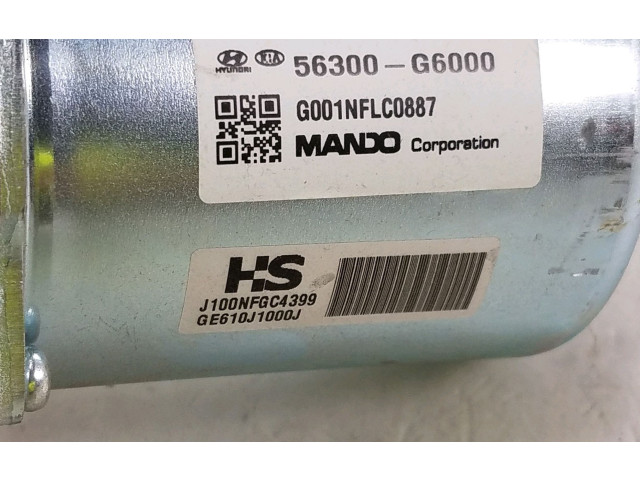 HYUNDAI KIA 56300-G6000
G001NFLC0887
MANDO Corporation
HS
J100NFGC4399
GE610J1000J